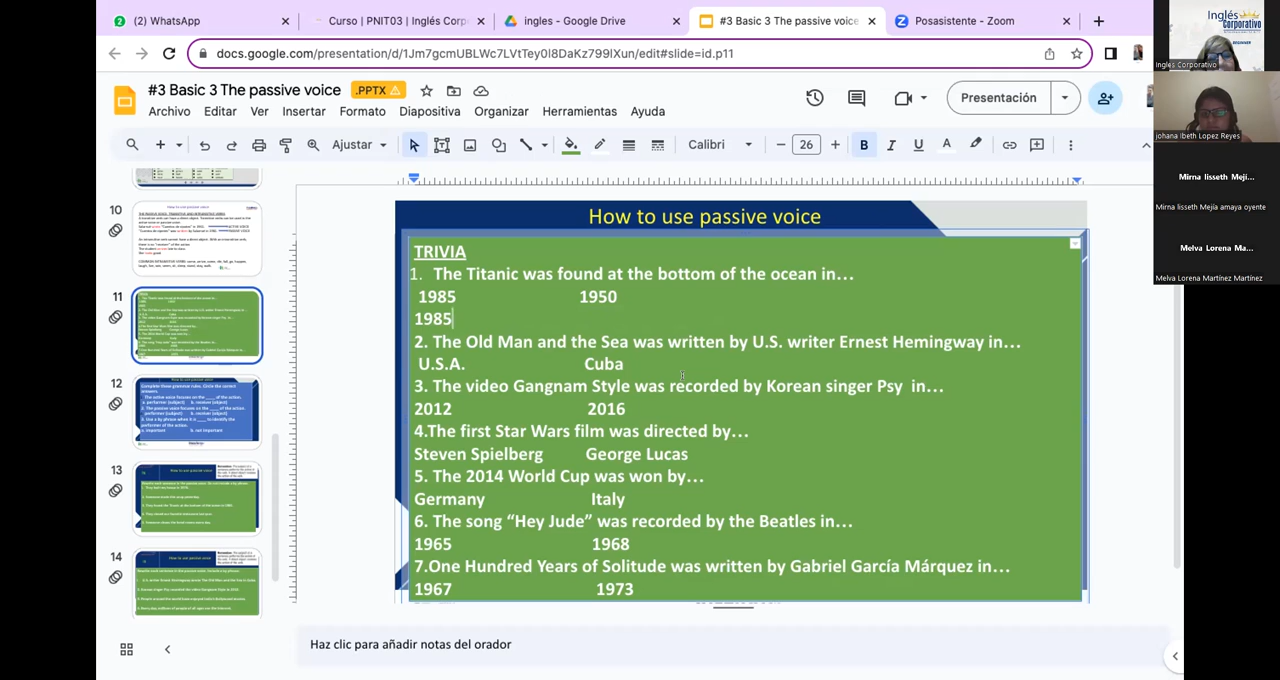 (2) WhatsApp
Curso | PNIT03 | Inglés Corp
ingles - Google Drive
#3 Basic 3 The passive voice
Posasistente - Zoom
docs.google.com/presentation/d/1Jm7gcmUBLWc7LVtTeyOl8DaKz799lXun/edit#slide=id.p11
#3 Basic 3 The passive voice
.PPTX
Archivo Editar Ver Insertar Formato Diapositiva Organizar Herramientas Ayuda
Presentación
Ajustar
Calibri
26
B I U A
10
11
12
13
14
How to use passive voice
TRIVIA
1. The Titanic was found at the bottom of the ocean in...
1985 1950
1985
2. The Old Man and the Sea was written by U.S. writer Ernest Hemingway in...
U.S.A. Cuba
3. The video Gangnam Style was recorded by Korean singer Psy in...
2012 2016
4.The first Star Wars film was directed by...
Steven Spielberg George Lucas
5. The 2014 World Cup was won by...
Germany Italy
6. The song “Hey Jude” was recorded by the Beatles in...
1965 1968
7.One Hundred Years of Solitude was written by Gabriel García Márquez in...
1967 1973
Haz clic para añadir notas del orador
Inglés
Corporativo
Ingles Corporativo
johana lbeth Lopez Reyes
Mirna lisseth Meji...
Mirna lisseth Mejía amaya oyente
Melva Lorena Ma...
Melva Lorena Martínez Martínez